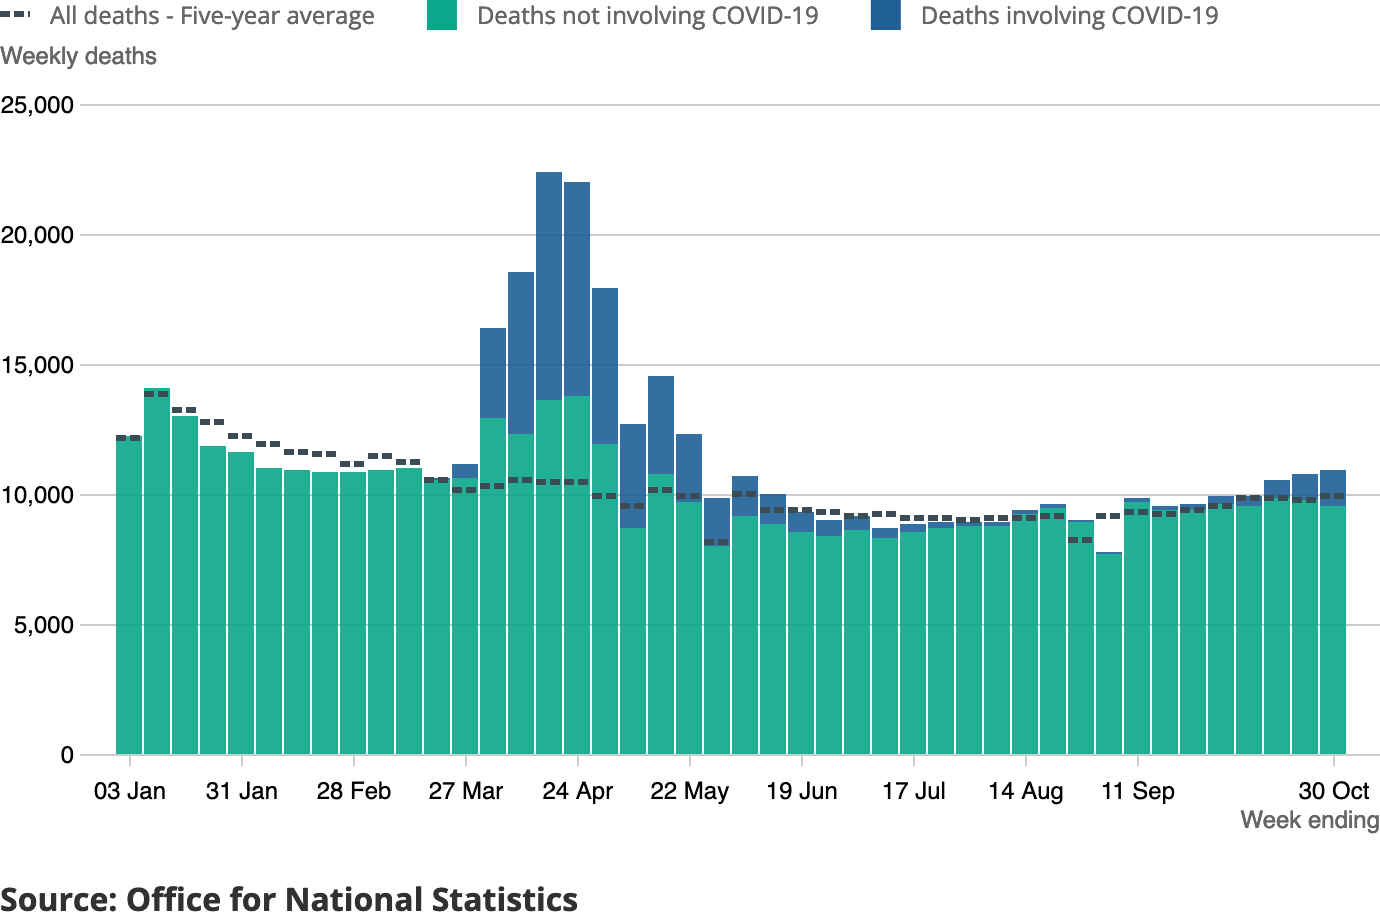 All deaths - Five-year average Deaths not involving COVID-19 Deaths involving COVID-19
Weekly deaths
25,000
20,000
15,000
10,000
5,000
0
03 Jan 31 Jan 28 Feb 27 Mar 24 Apr 22 May 19 Jun 17 Jul 14 Aug 11 Sep 30 Oct
Week ending
Source: Office for National Statistics